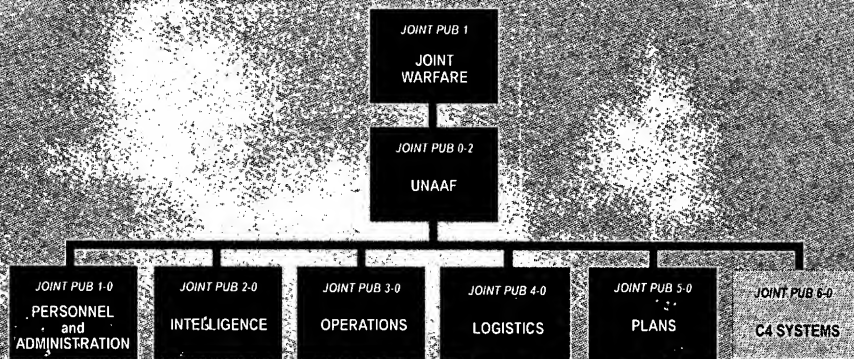 JOINT PUB 1
JOINT
WARFARE
JOINT PUB 0-2
UNAAF
JOINT PUB 1-0
PERSONNEL
and
ADMINISTRATION
JOINT PUB 2-0
INTELLIGENCE
JOINT PUB 3-0
OPERATIONS
JOINT PUB 4-0
LOGISTICS
JOINT PUB 5-0
PLANS
JOINT PUB 6-0
C4 SYSTEMS